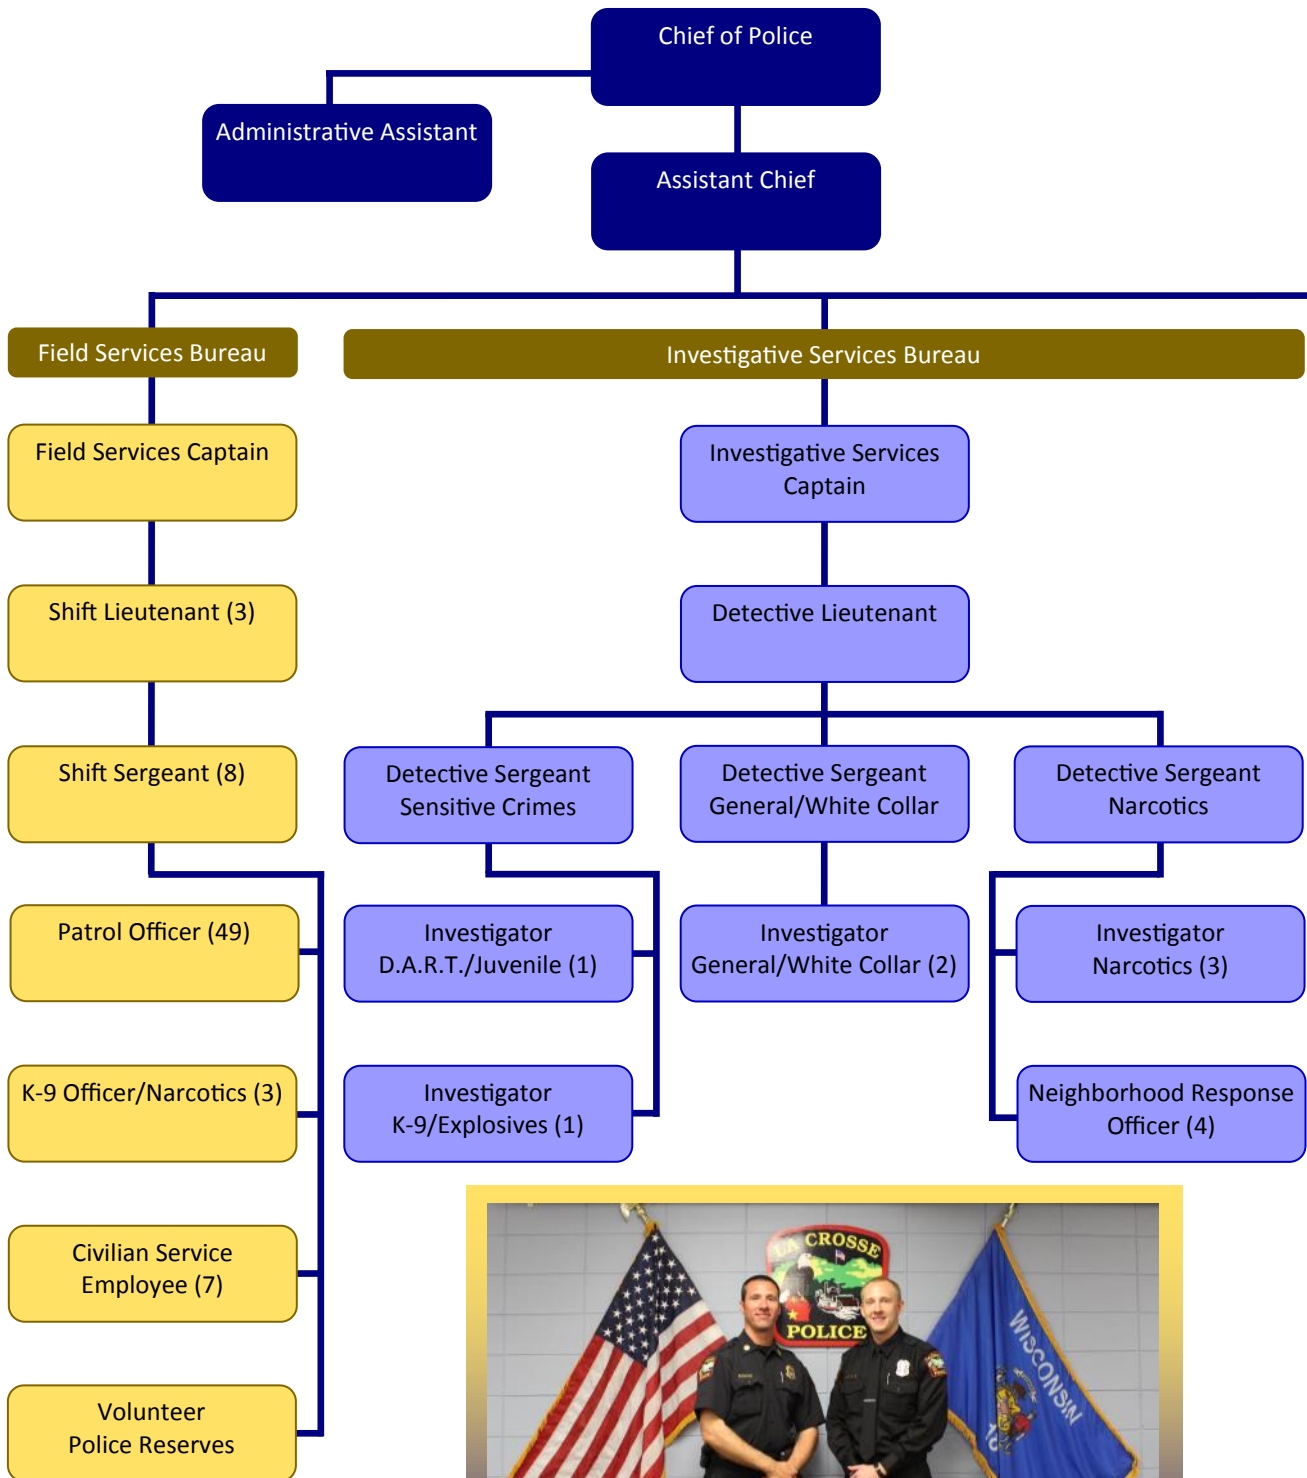 Chief of Police
Administrative Assistant
Assistant Chief
Field Services Bureau
Investigative Services Bureau
Field Services Captain
Investigative Services
Captain
Shift Lieutenant (3)
Detective Lieutenant
Shift Sergeant (8)
Detective Sergeant
Sensitive Crimes
Detective Sergeant
General/White Collar
Detective Sergeant
Narcotics
Patrol Officer (49)
Investigator
D.A.R.T./Juvenile (1)
Investigator
General/White Collar (2)
Investigator
Narcotics (3)
K-9 Officer/Narcotics (3)
Investigator
K-9/Explosives (1)
Neighborhood Response
Officer (4)
Civilian Service
Employee (7)
Volunteer
Police Reserves
LA CROSSE
POLICE
WISCONSIN